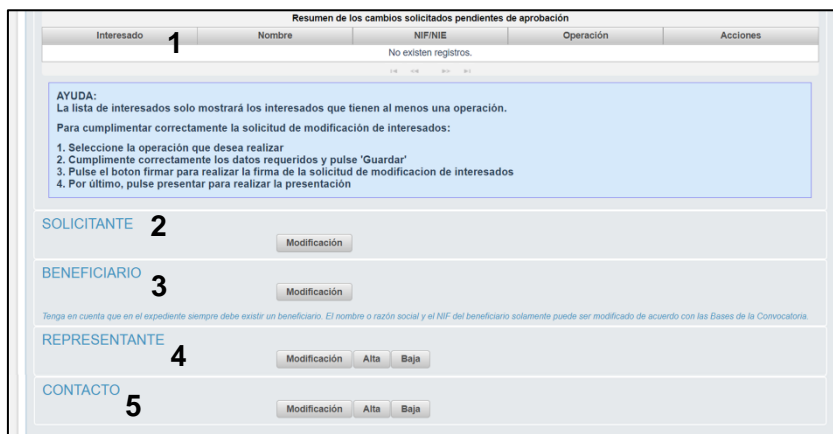 Resumen de los cambios solicitados pendientes de aprobación
Interesado 1 Nombre NIF/NIE Operación Acciones
No existen registros.
AYUDA:
La lista de interesados solo mostrará los interesados que tienen al menos una operación.
Para cumplimentar correctamente la solicitud de modificación de interesados:
1. Seleccione la operación que desea realizar
2. Cumplimente correctamente los datos requeridos y pulse 'Guardar'
3. Pulse el boton firmar para realizar la firma de la solicitud de modificacion de interesados
4. Por último, pulse presentar para realizar la presentación
SOLICITANTE 2
Modificación
BENEFICIARIO 3
Modificación
Tenga en cuenta que en el expediente siempre debe existir un beneficiario. El nombre o razón social y el NIF del beneficiario solamente puede ser modificado de acuerdo con las Bases de la Convocatoria.
REPRESENTANTE 4
Modificación Alta Baja
CONTACTO 5
Modificación Alta Baja